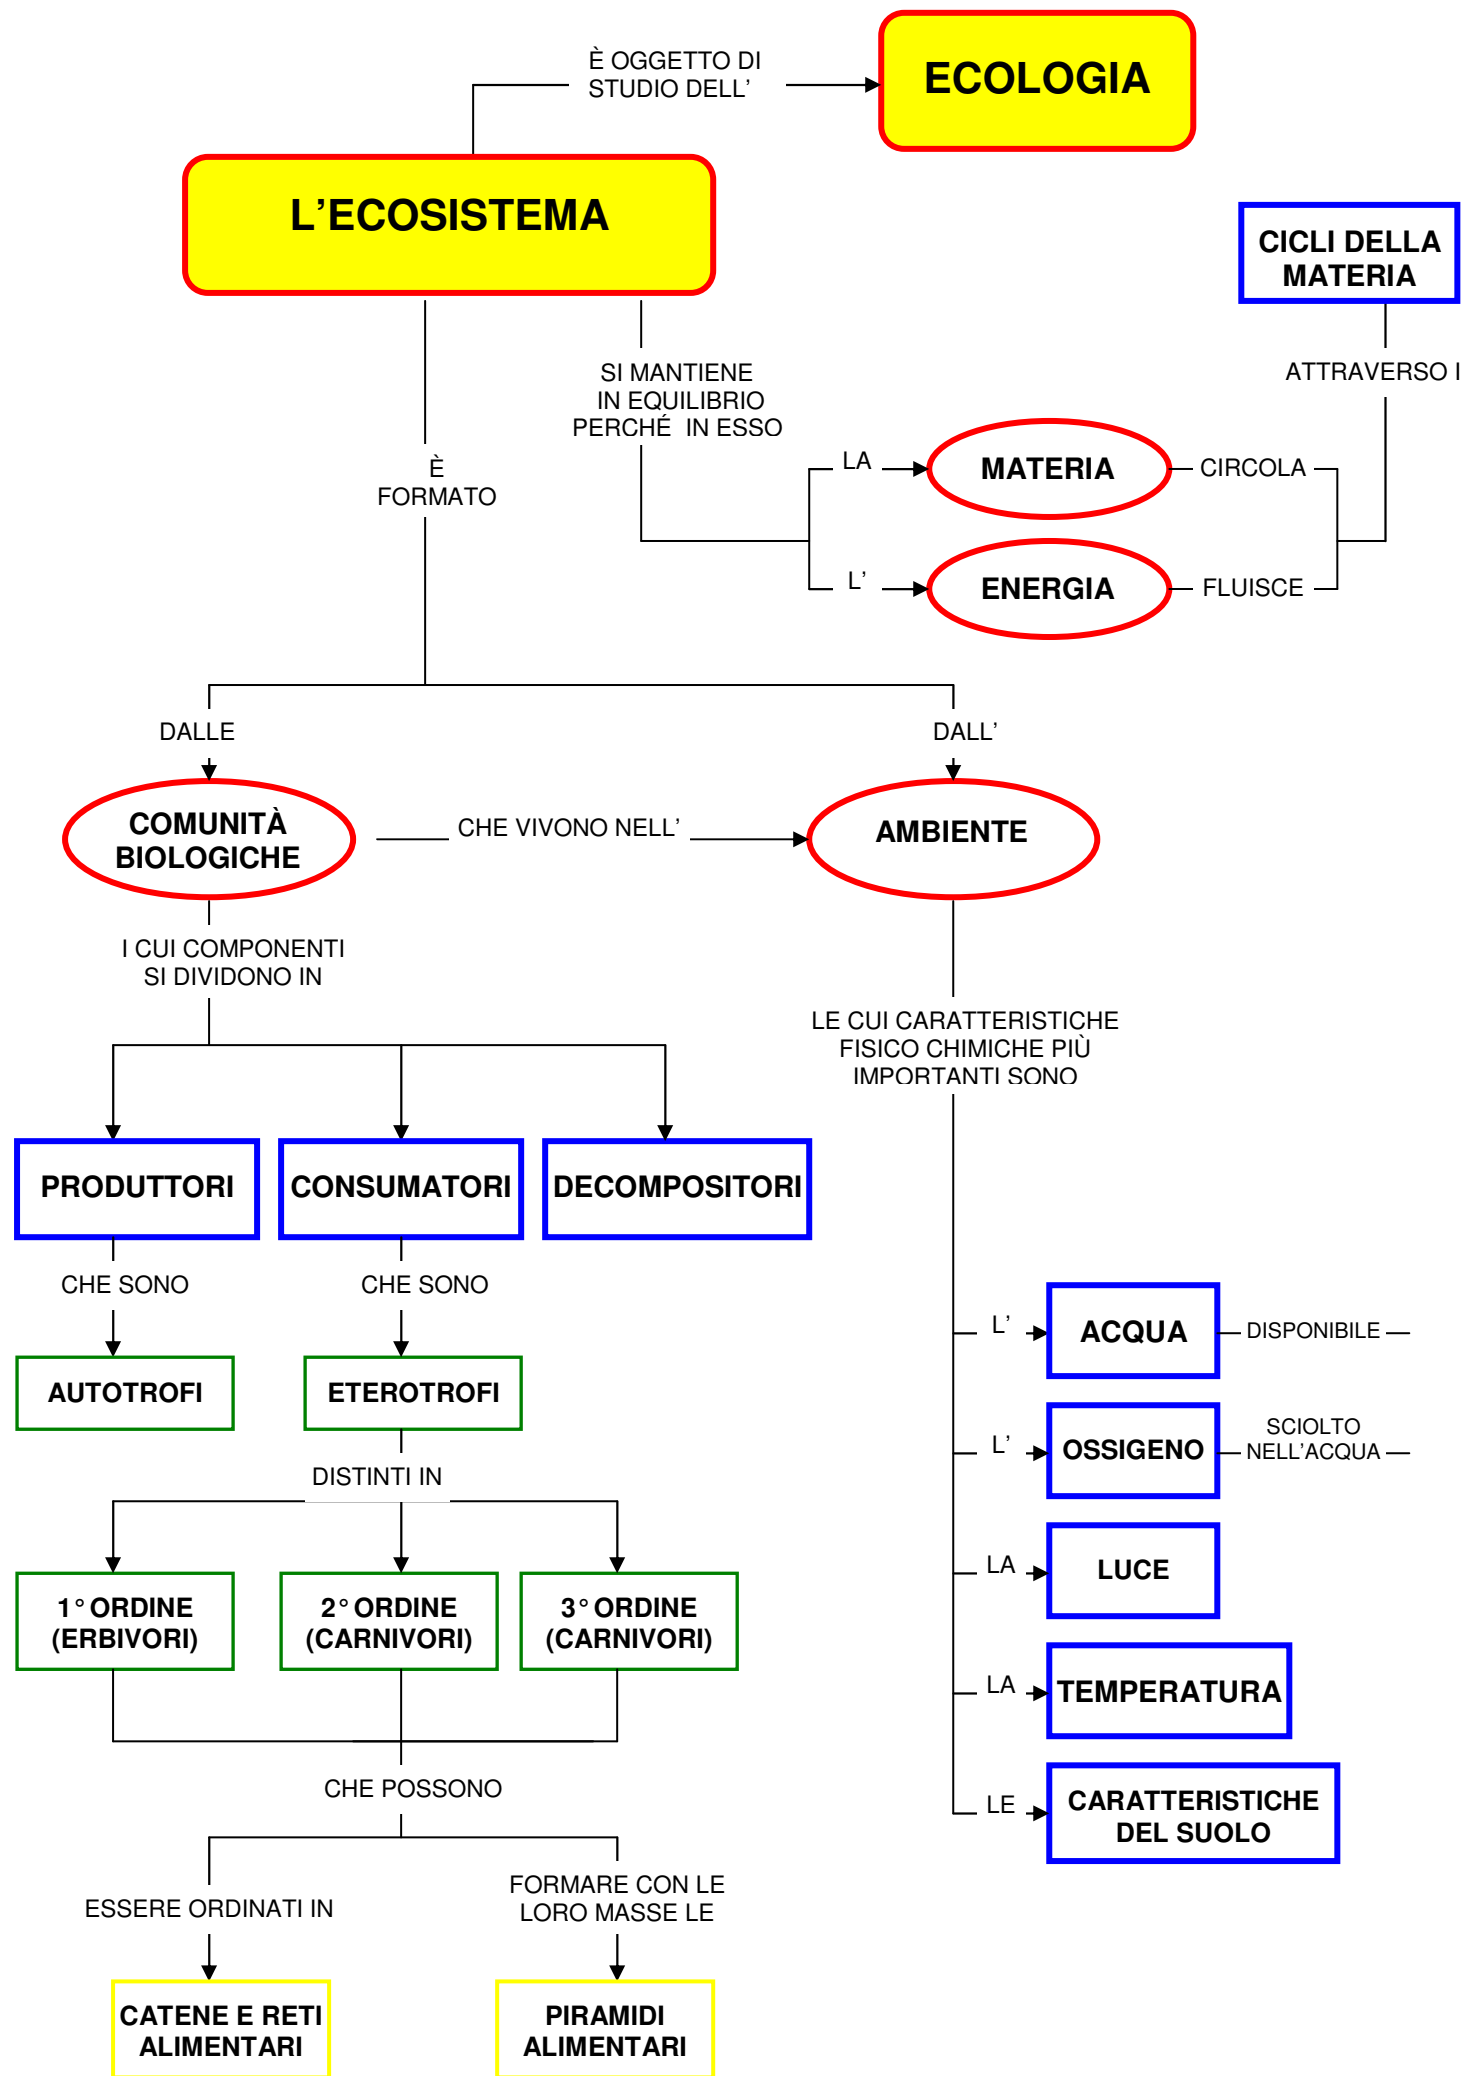 È OGGETTO DI
STUDIO DELL’
ECOLOGIA
L’ECOSISTEMA
CICLI DELLA
MATERIA
SI MANTIENE
IN EQUILIBRIO
PERCHÉ  IN ESSO
ATTRAVERSO I
È
FORMATO
LA
MATERIA
CIRCOLA
L’
ENERGIA
FLUISCE
DALLE
DALL’
COMUNITÀ
BIOLOGICHE
CHE VIVONO NELL’
AMBIENTE
I CUI COMPONENTI
SI DIVIDONO IN
LE CUI CARATTERISTICHE
FISICO CHIMICHE PIÙ
IMPORTANTI SONO
PRODUTTORI
CONSUMATORI
DECOMPOSITORI
CHE SONO
CHE SONO
AUTOTROFI
ETEROTROFI
DISTINTI IN
1° ORDINE
(ERBIVORI)
2° ORDINE
(CARNIVORI)
3° ORDINE
(CARNIVORI)
CHE POSSONO
ESSERE ORDINATI IN
FORMARE CON LE
LORO MASSE LE
CATENE E RETI
ALIMENTARI
PIRAMIDI
ALIMENTARI
L’
ACQUA
DISPONIBILE
L’
OSSIGENO
SCIOLTO
NELL’ACQUA
LA
LUCE
LA
TEMPERATURA
LE
CARATTERISTICHE
DEL SUOLO